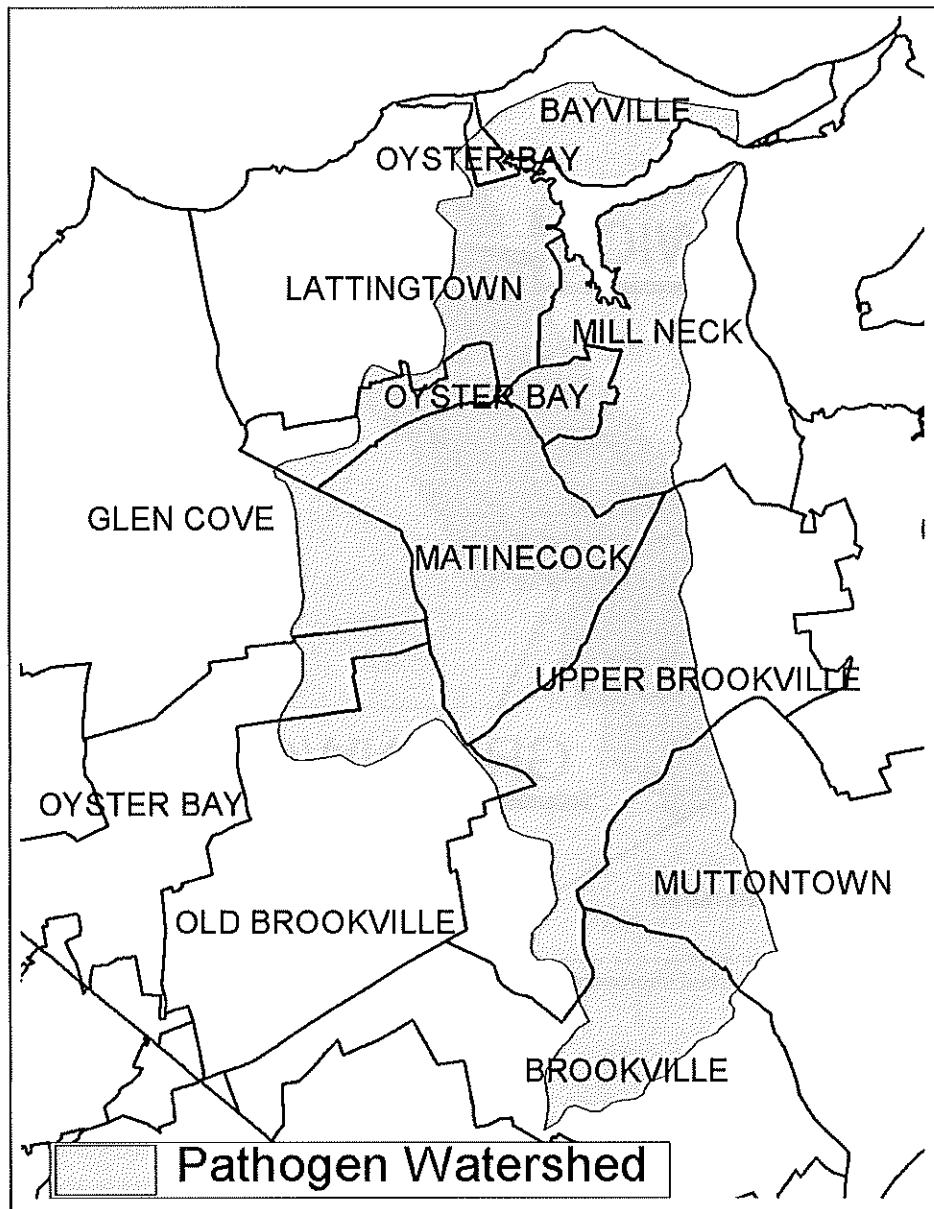 BAYVILLE
OYSTER BAY
LATTINGTOWN
MILL NECK
OYSTER BAY
GLEN COVE
MATINECOCK
UPPER BROOKVILLE
OYSTER BAY
MUTTONTOWN
OLD BROOKVILLE
BROOKVILLE
Pathogen Watershed